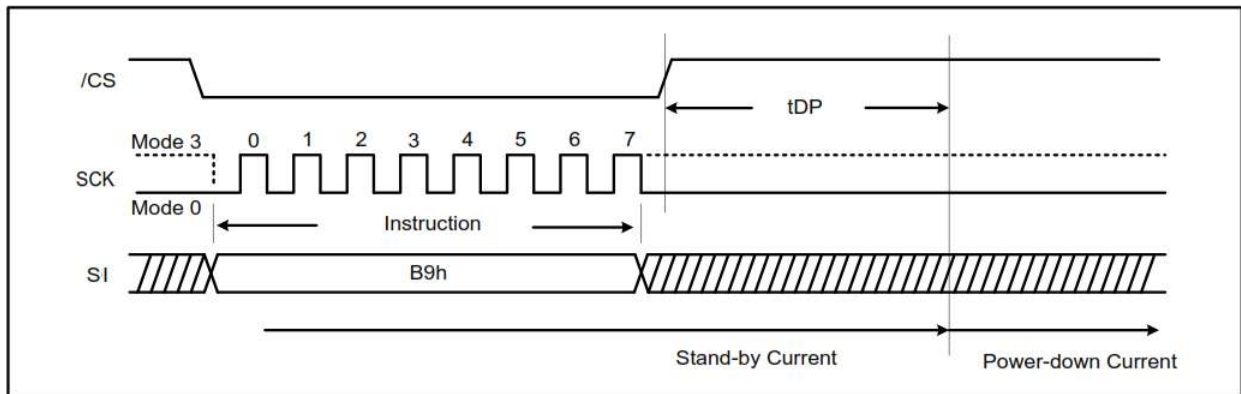 /CS
tDP
Mode 3
0 1 2 3 4 5 6 7
SCK
Mode 0
Instruction
SI
B9h
Stand-by Current
Power-down Current